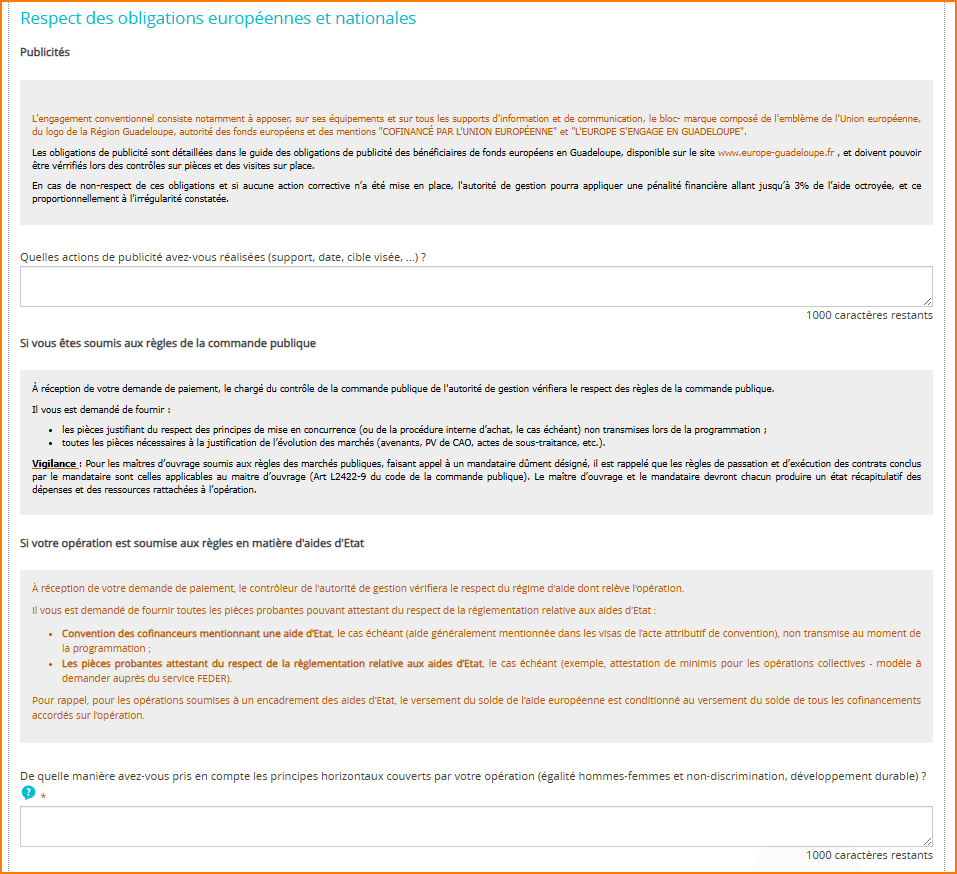 Respect des obligations européennes et nationales
Publicités
L'engagement conventionnel consiste notamment à apposer, sur ses équipements et sur tous les supports d'information et de communication, le bloc- marque composé de l'emblème de l'Union européenne,
du logo de la Région Guadeloupe, autorité des fonds européens et des mentions "COFINANCÉ PAR L'UNION EUROPÉENNE" et "L'EUROPE S'ENGAGE EN GUADELOUPE".
Les obligations de publicité sont détaillées dans le guide des obligations de publicité des bénéficiaires de fonds européens en Guadeloupe, disponible sur le site www.europe-guadeloupe.fr , et doivent pouvoir
être vérrifiés lors des contrôles sur pièces et des visites sur place.
En cas de non-respect de ces obligations et si aucune action corrective n'a été mise en place, l'autorité de gestion pourra appliquer une pénalité financière allant jusqu'à 3% de l'aide octroyée, et ce
proportionnellement à l'irrégularité constatée.
Quelles actions de publicité avez-vous réalisées (support, date, cible visée, ...) ?
1000 caractères restants
Si vous êtes soumis aux règles de la commande publique
À réception de votre demande de paiement, le chargé du contrôle de la commande publique de l'autorité de gestion vérifiera le respect des règles de la commande publique.
Il vous est demandé de fournir :
• les pièces justifiant du respect des principes de mise en concurrence (ou de la procédure interne d'achat, le cas échéant) non transmises lors de la programmation ;
• toutes les pièces nécessaires à la justification de l'évolution des marchés (avenants, PV de CAO, actes de sous-traitance, etc.).
Vigilance : Pour les maîtres d'ouvrage soumis aux règles des marchés publiques, faisant appel à un mandataire dûment désigné, il est rappelé que les règles de passation et d'exécution des contrats conclus
par le mandataire sont celles applicables au maitre d'ouvrage (Art L2422-9 du code de la commande publique). Le maître d'ouvrage et le mandataire devront chacun produire un état récapitulatif des
dépenses et des ressources rattachées à l'opération.
Si votre opération est soumise aux règles en matière d'aides d'Etat
À réception de votre demande de paiement, le contrôleur de l'autorité de gestion vérifiera le respect du régime d'aide dont relève l'opération.
Il vous est demandé de fournir toutes les pièces probantes pouvant attestant du respect de la réglementation relative aux aides d'Etat :
• Convention des cofinanceurs mentionnant une aide d'Etat, le cas échéant (aide généralement mentionnée dans les visas de l'acte attributif de convention), non transmise au moment de
la programmation ;
• Les pièces probantes attestant du respect de la règlementation relative aux aides d'Etat, le cas échéant (exemple, attestation de minimis pour les opérations collectives - modèle à
demander auprès du service FEDER).
Pour rappel, pour les opérations soumises à un encadrement des aides d'Etat, le versement du solde de l'aide européenne est conditionné au versement du solde de tous les cofinancements
accordés sur l'opération.
De quelle manière avez-vous pris en compte les principes horizontaux couverts par votre opération (égalité hommes-femmes et non-discrimination, développement durable) ?
? *
1000 caractères restants